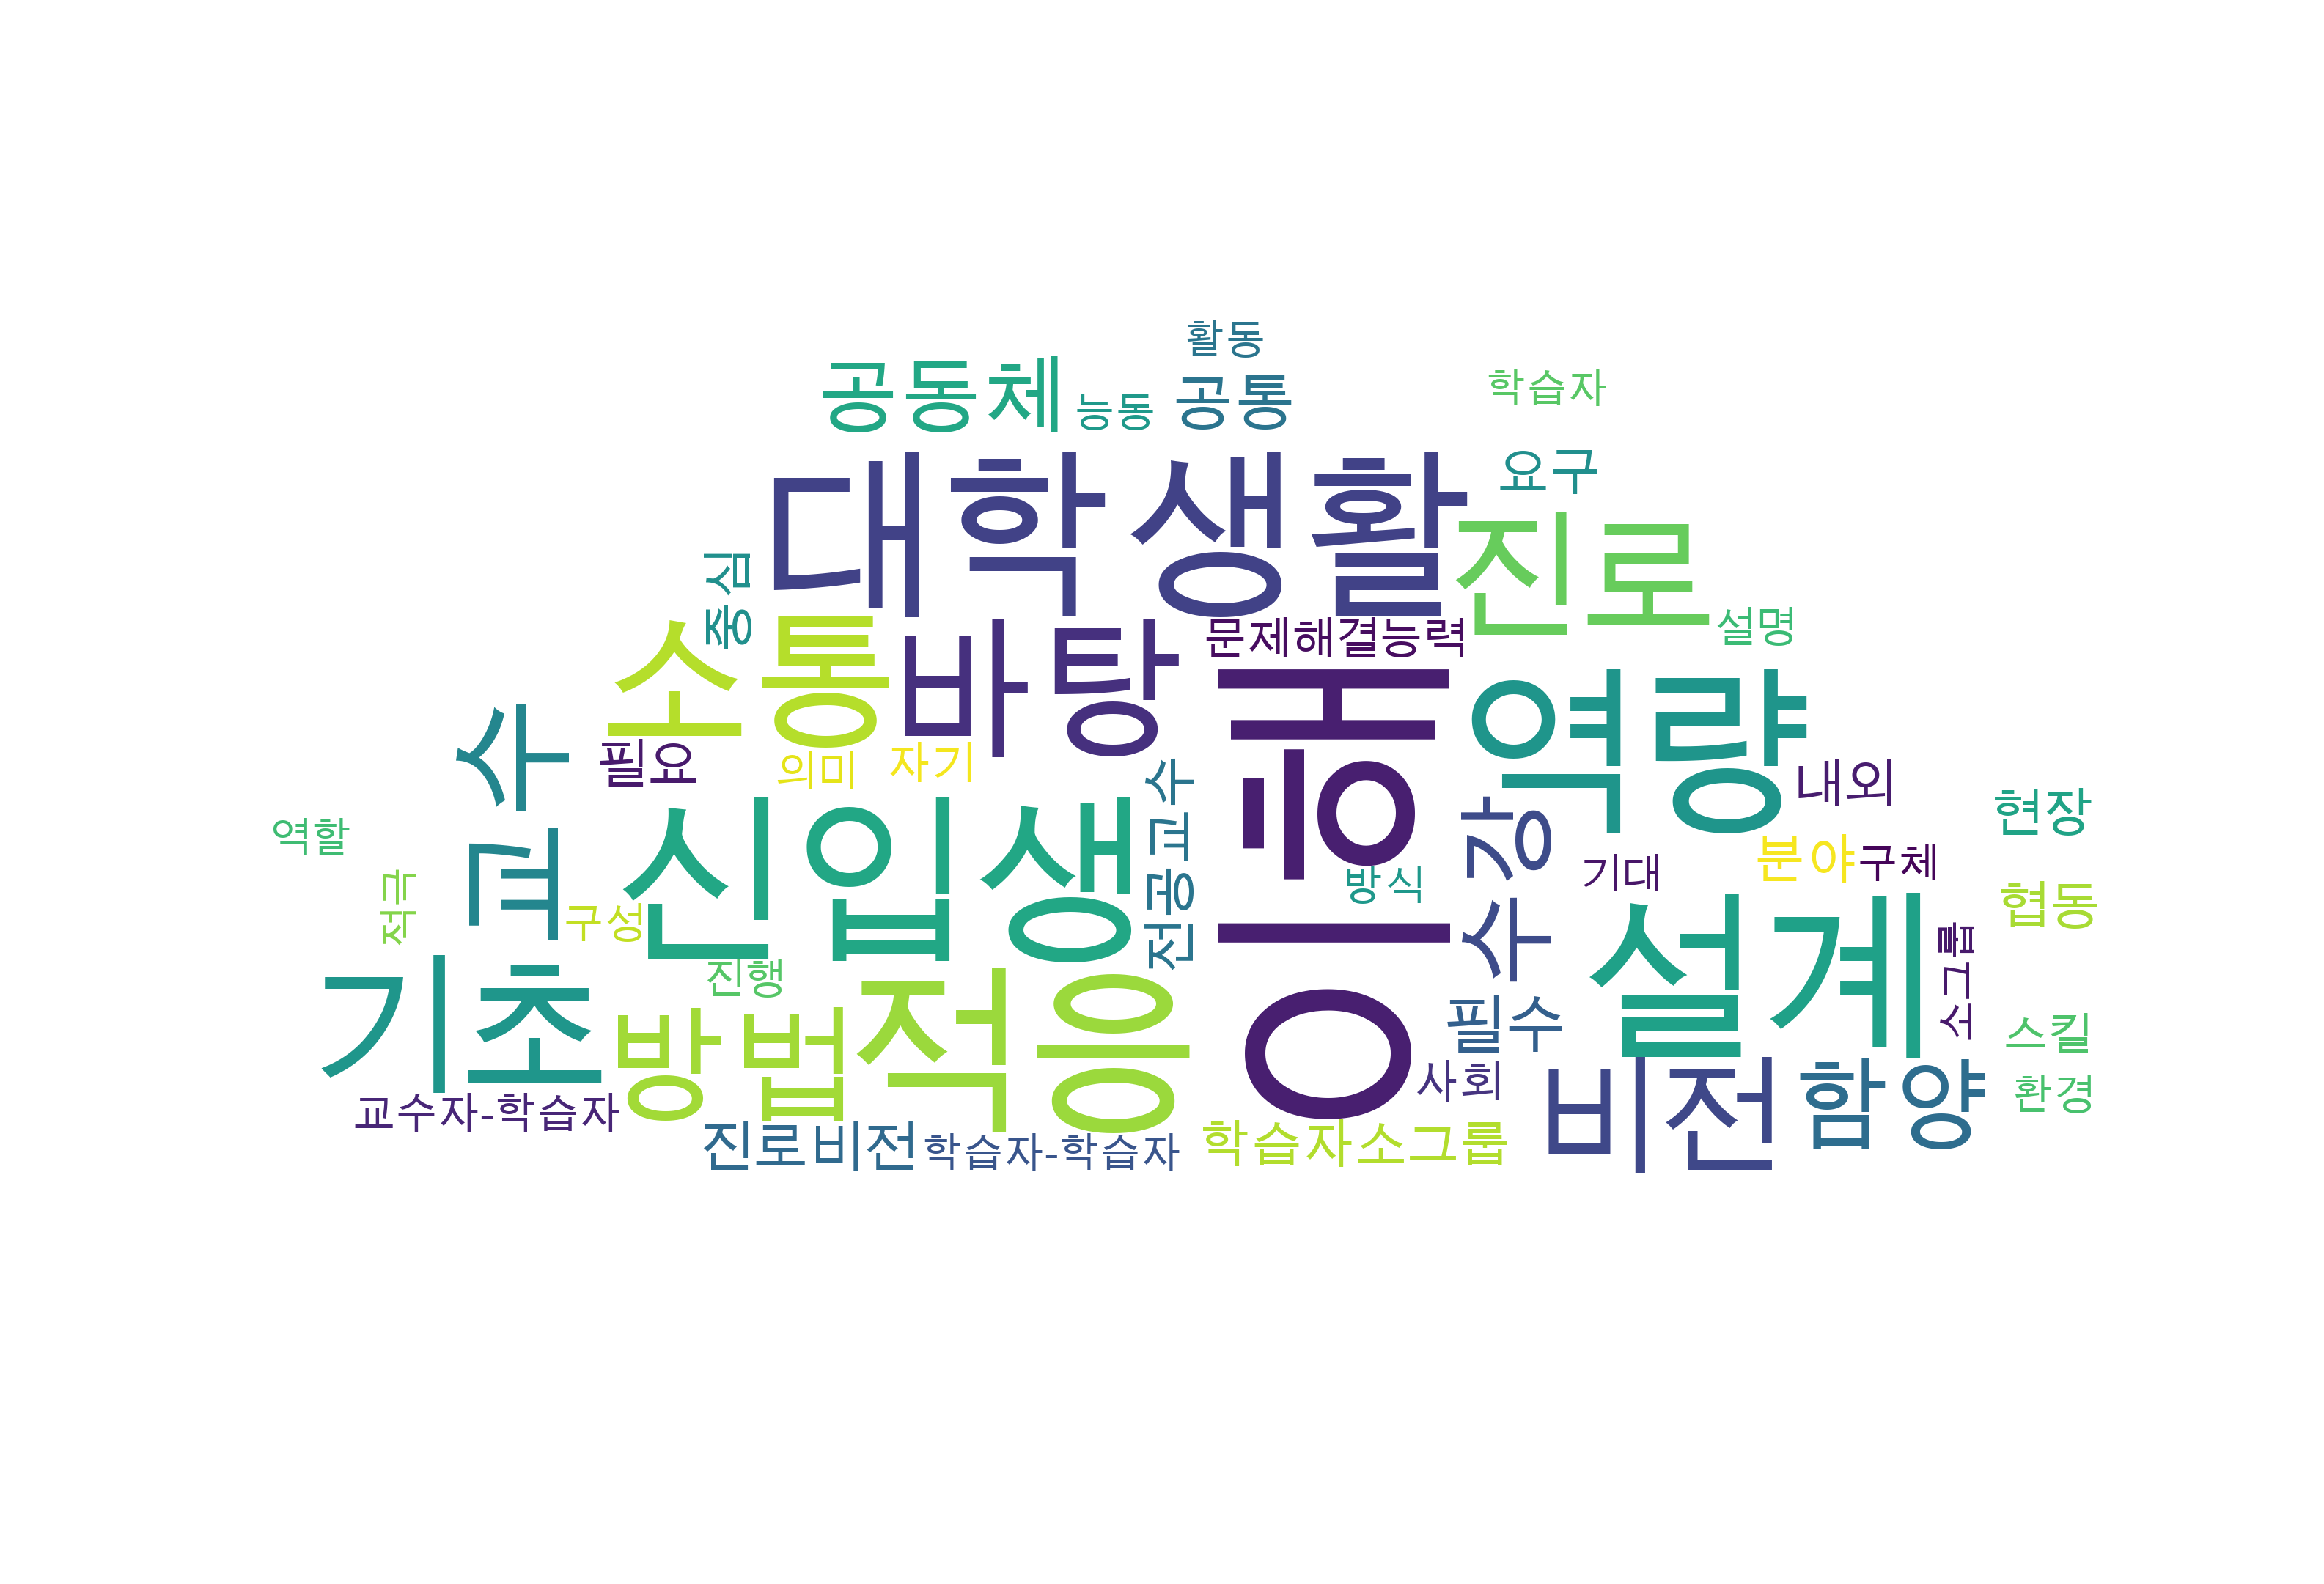 활동
공동체
능동
공통
학습자
대학생활
요구
진로
중심
소통
바탕
문제해결능력
설명
이해
역량
교수
필요
의미
자기
내외
현장
역할
신입생
전공교수
수강
방식
기대
분야
구체
적극
구성
설계
협동
소그룹
기초
진행
방법
적응
필수
스킬
교수자-학습자
사회
비전
함양
환경
진로비전
학습자-학습자
학습자소그룹